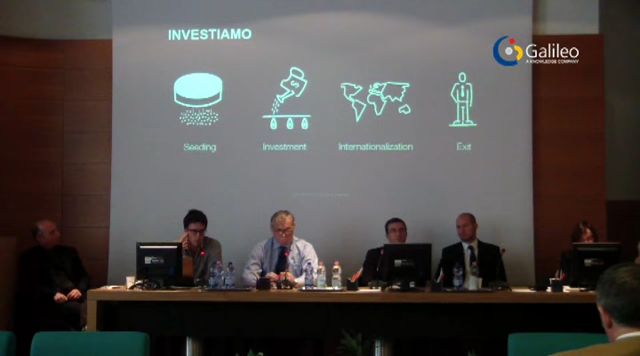 INVESTIAMO
Galileo
A KNOWLEDGE COMPANY
Seeding
Investment
Internationalization
Exit